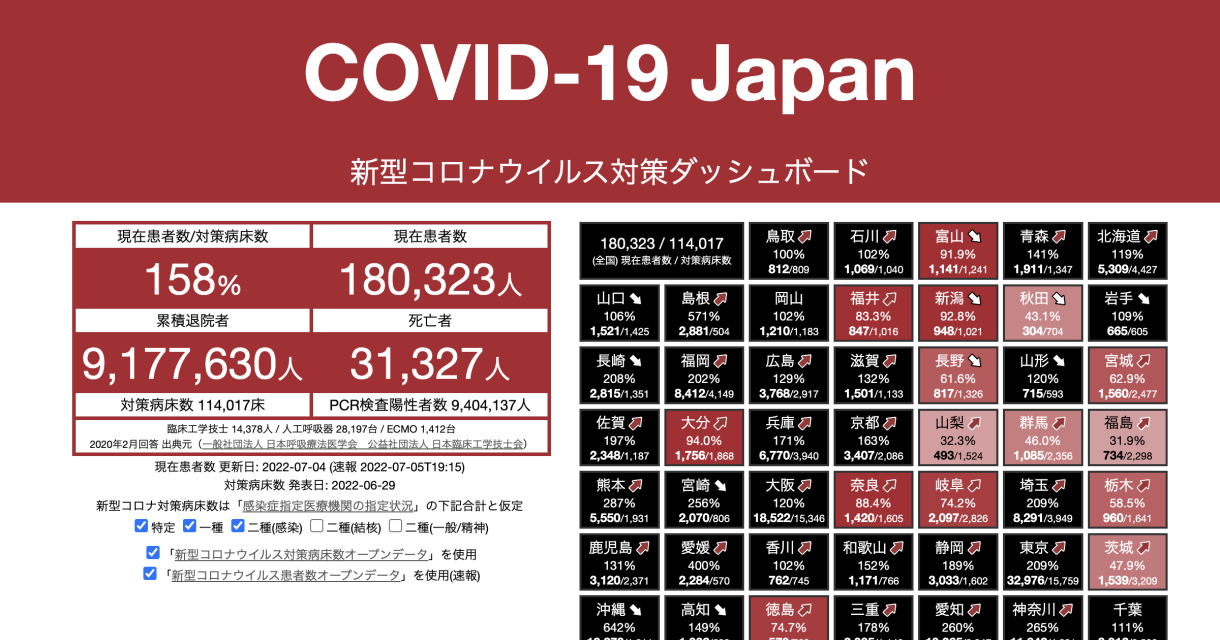 COVID-19 Japan
新型コロナウイルス対策ダッシュボード
現在患者数/対策病床数
現在患者数
158%
180,323人
累積退院者
死亡者
9,177,630人
31,327人
対策病床数 114,017床
PCR検査陽性者数 9,404,137人
臨床工学技士 14,378人 / 人工呼吸器 28,197台 / ECMO 1,412台
2020年2月回答 出典元 (一般社団法人 日本呼吸療法医学会 公益社団法人 日本臨床工学技士会)
現在患者数 更新日: 2022-07-04 (速報 2022-07-05T19:15)
対策病床数 発表日: 2022-06-29
新型コロナ対策病床数は「感染症指定医療機関の指定状況」の下記合計と仮定
特定 一種 二種(感染) 二種(結核) 二種(一般/精神)
「新型コロナウイルス対策病床数オープンデータ」を使用
「新型コロナウイルス患者数オープンデータ」を使用(速報)
180,323 / 114,017
(全国) 現在患者数 / 対策病床数
鳥取
100%
812/809
石川
102%
1,069/1,040
富山
91.9%
1,141/1,241
青森
141%
1,911/1,347
北海道
119%
5,309/4,427
山口
106%
1,521/1,425
島根
571%
2,881/504
岡山
102%
1,210/1,183
福井
83.3%
847/1,016
新潟
92.8%
948/1,021
秋田
43.1%
304/704
岩手
109%
665/605
長崎
208%
2,815/1,351
福岡
202%
8,412/4,149
広島
129%
3,768/2,917
滋賀
132%
1,501/1,133
長野
61.6%
817/1,326
山形
120%
715/593
宮城
62.9%
1,560/2,477
佐賀
197%
2,348/1,187
大分
94.0%
1,756/1,868
兵庫
171%
6,770/3,940
京都
163%
3,407/2,086
山梨
32.3%
493/1,524
群馬
46.0%
1,085/2,356
福島
31.9%
734/2,298
熊本
287%
5,550/1,931
宮崎
256%
2,070/806
大阪
120%
18,522/15,346
奈良
88.4%
1,420/1,605
岐阜
74.2%
2,097/2,826
埼玉
209%
8,291/3,949
栃木
58.5%
960/1,641
鹿児島
131%
3,120/2,371
愛媛
400%
2,284/570
香川
102%
762/745
和歌山
152%
1,171/766
静岡
189%
3,033/1,602
東京
209%
32,976/15,759
茨城
47.9%
1,539/3,209
沖縄
642%
高知
149%
徳島
74.7%
三重
178%
愛知
260%
神奈川
265%
千葉
111%